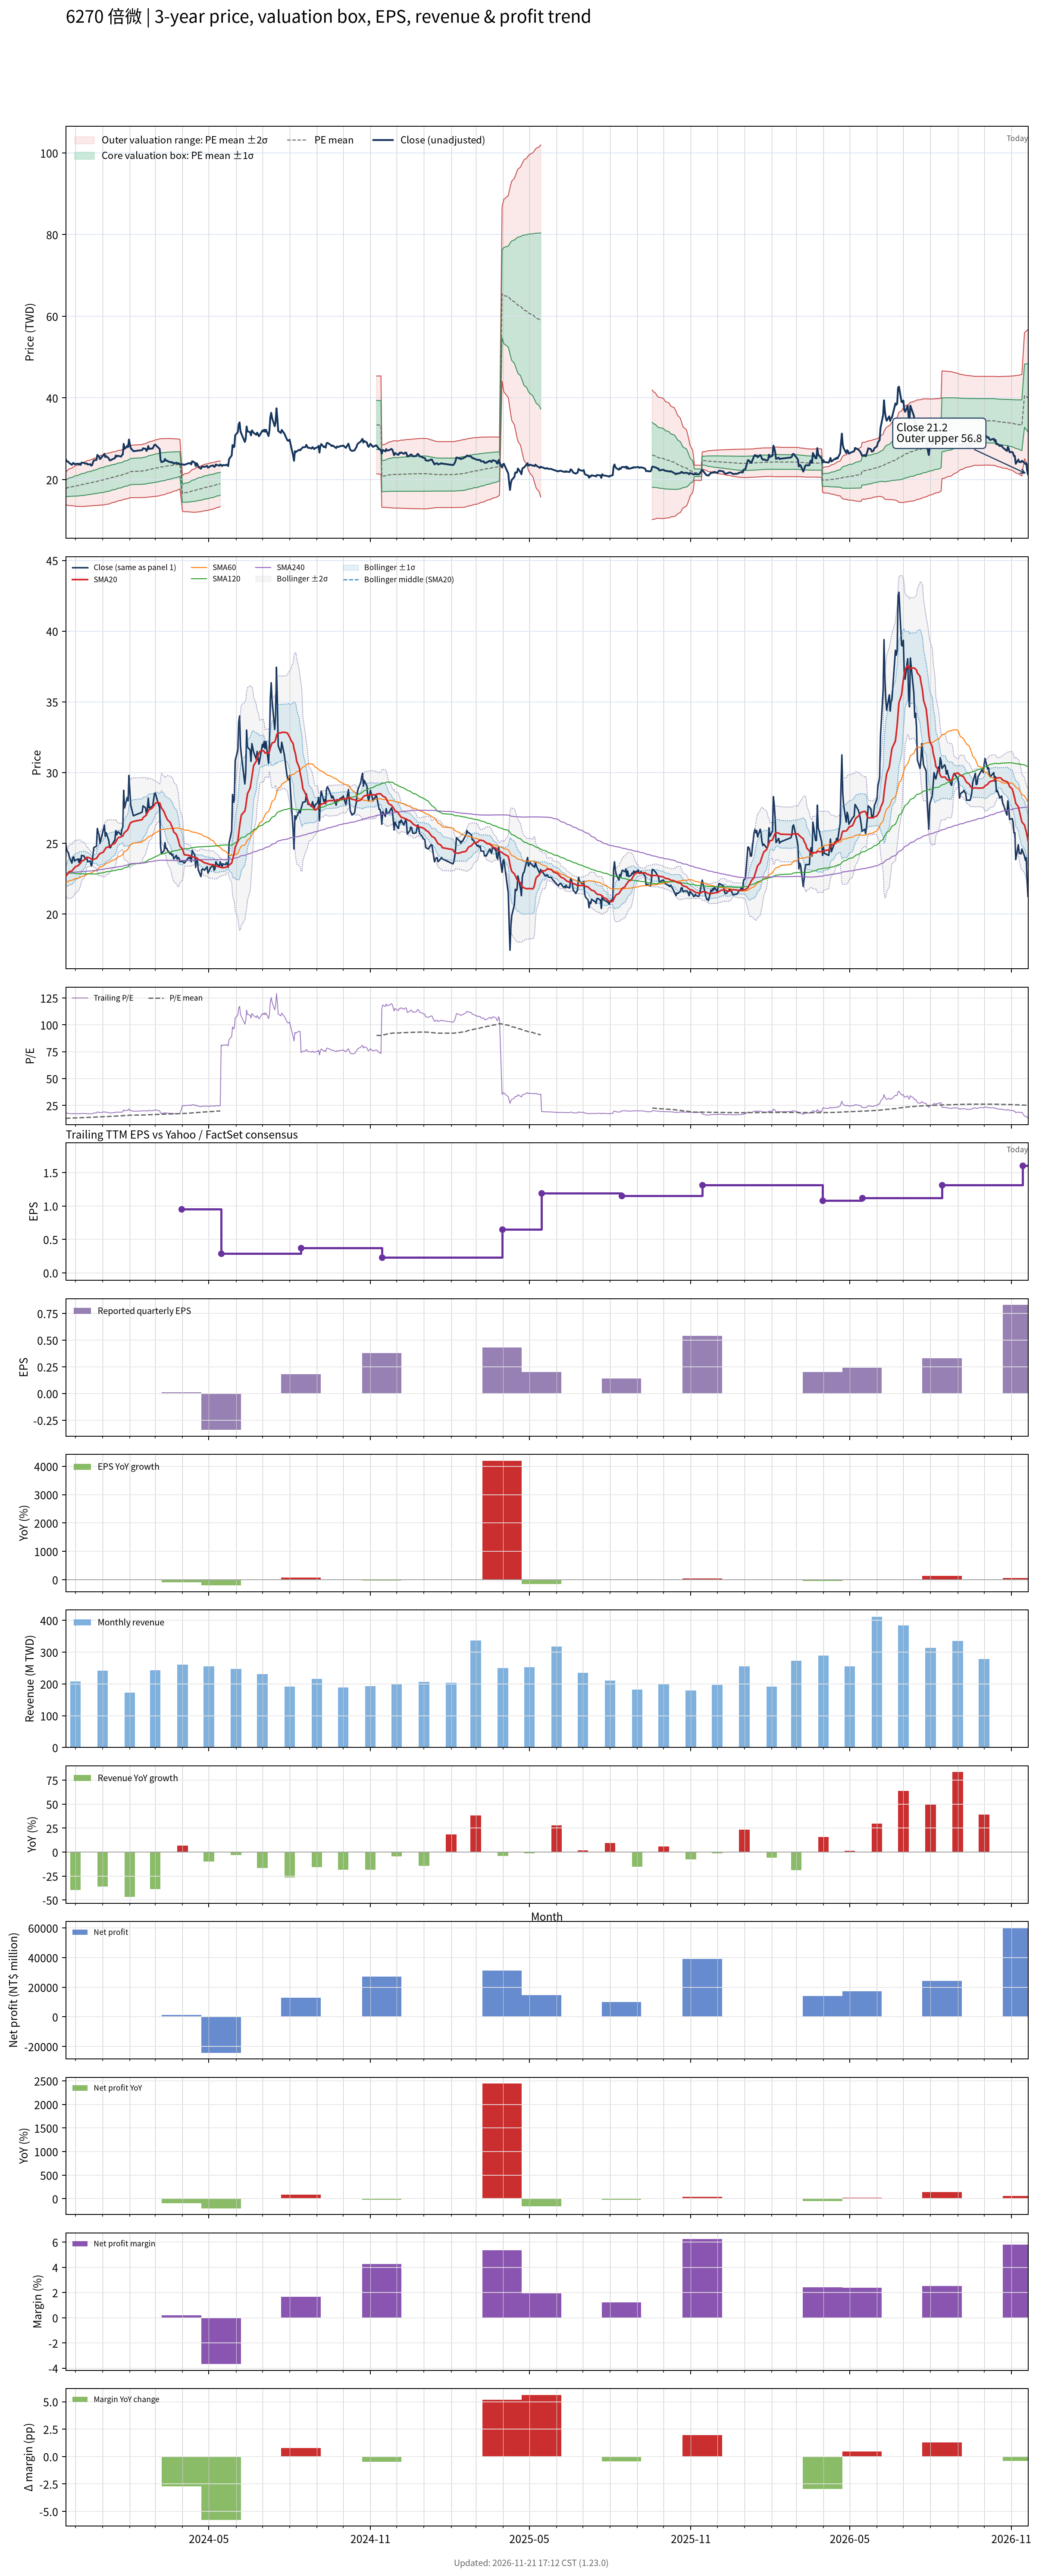 6270 倍微 | 3-year price, valuation box, EPS, revenue & profit trend
Outer valuation range: PE mean ±2σ
Core valuation box: PE mean ±1σ
PE mean
Close (unadjusted)
Today
Price (TWD)
100
80
60
40
20
Close 21.2
Outer upper 56.8
Close (same as panel 1)
SMA20
SMA60
SMA120
SMA240
Bollinger ±2σ
Bollinger ±1σ
Bollinger middle (SMA20)
Price
45
40
35
30
25
20
Trailing P/E
P/E mean
P/E
125
100
75
50
25
Trailing TTM EPS vs Yahoo / FactSet consensus
Today
EPS
1.5
1.0
0.5
0.0
Reported quarterly EPS
EPS
0.75
0.50
0.25
0.00
-0.25
EPS YoY growth
YoY (%)
4000
3000
2000
1000
0
Monthly revenue
Revenue (M TWD)
400
300
200
100
0
Revenue YoY growth
YoY (%)
75
50
25
0
-25
-50
Month
Net profit
Net profit (NT$ million)
60000
40000
20000
0
-20000
Net profit YoY
YoY (%)
2500
2000
1500
1000
500
0
Net profit margin
Margin (%)
6
4
2
0
-2
-4
Margin YoY change
Δ margin (pp)
5.0
2.5
0.0
-2.5
-5.0
2024-05
2024-11
2025-05
2025-11
2026-05
2026-11
Updated: 2026-11-21 17:12 CST (1.23.0)